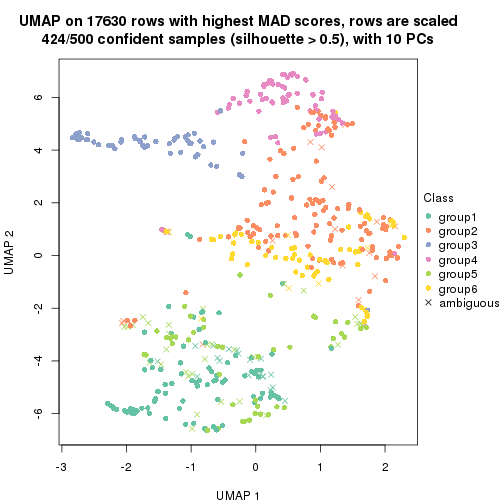 UMAP on 17630 rows with highest MAD scores, rows are scaled
424/500 confident samples (silhouette > 0.5), with 10 PCs
6
4
2
0
-2
-4
-6
UMAP 2
-3
-2
-1
0
1
2
UMAP 1
Class
group1
group2
group3
group4
group5
group6
ambiguous